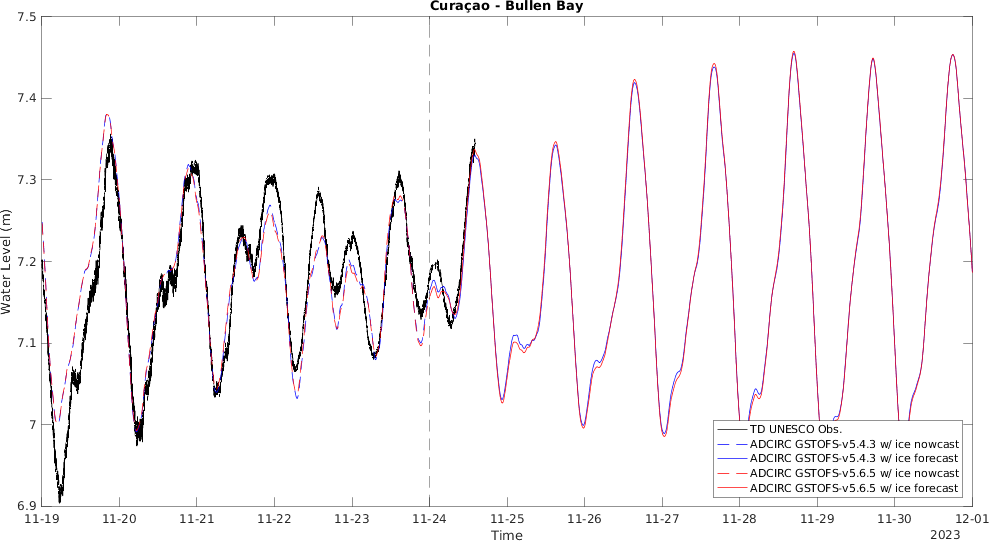 Curaçao - Bullen Bay
7.5
7.4
7.3
7.2
7.1
7
6.9
Water Level (m)
TD UNESCO Obs.
ADCIRC GSTOFS-v5.4.3 w/ ice nowcast
ADCIRC GSTOFS-v5.4.3 w/ ice forecast
ADCIRC GSTOFS-v5.6.5 w/ ice nowcast
ADCIRC GSTOFS-v5.6.5 w/ ice forecast
11-19 11-20 11-21 11-22 11-23 11-24 11-25 11-26 11-27 11-28 11-29 11-30 12-01
Time
2023